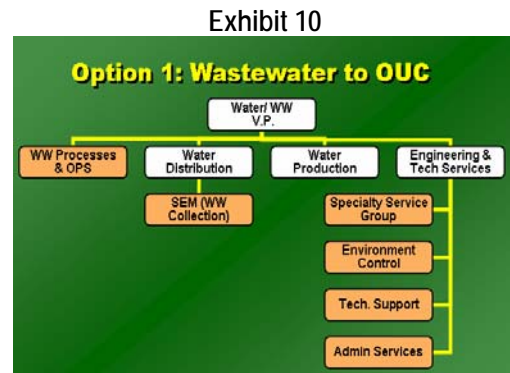 Exhibit 10
Option 1: Wastewater to OUC
Water/ WW
V.P.
WW Processes
& OPS
Water
Distribution
Water
Production
Engineering &
Tech Services
SEM (WW
Collection)
Specialty Service
Group
Environment
Control
Tech. Support
Admin Services